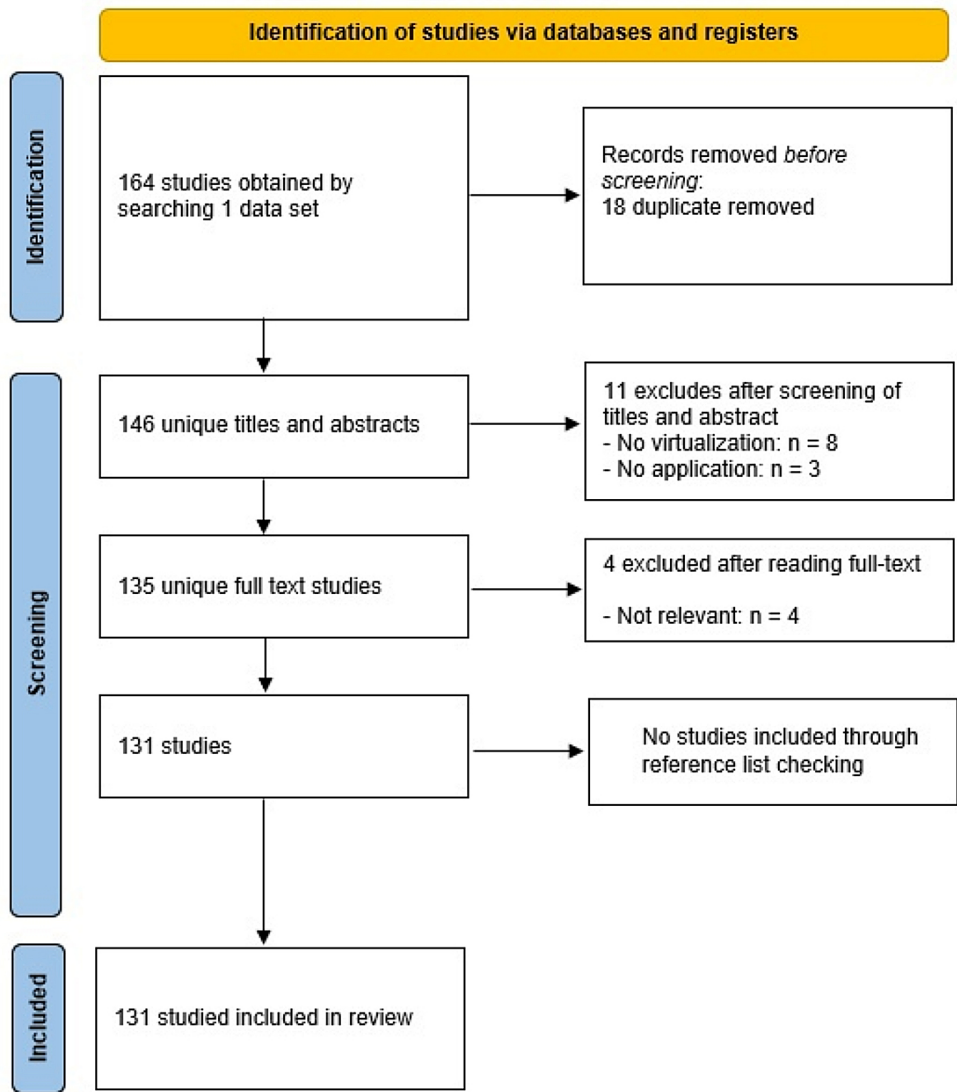 Identification of studies via databases and registers
Identification
164 studies obtained by
searching 1 data set
Records removed before
screening:
18 duplicate removed
Screening
146 unique titles and abstracts
11 excludes after screening of
titles and abstract
- No virtualization: n = 8
- No application: n = 3
135 unique full text studies
4 excluded after reading full-text
- Not relevant: n = 4
131 studies
No studies included through
reference list checking
Included
131 studied included in review